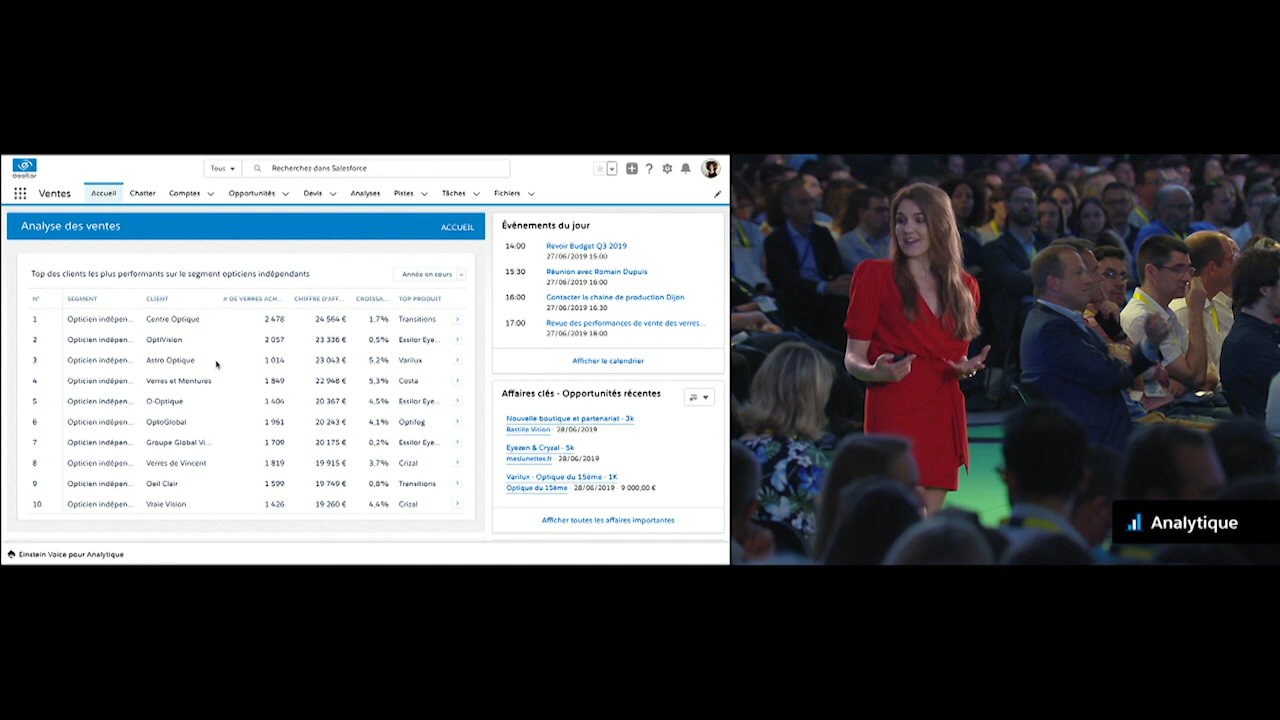 essilor
Tous
Recherchez dans Salesforce
Ventes Accueil Chatter Comptes Opportunités Devis Analyses Pistes Tâches Fichiers
Analyse des ventes
ACCUEIL
Top des clients les plus performants sur le segment opticiens indépendants
Année en cours
N° SEGMENT CLIENT # DE VERRES ACH... CHIFFRE D'AFF... CROISSA... TOP PRODUIT
1 Opticien indépen... Centre Optique 2 478 24 564 € 1,7% Transitions
2 Opticien indépen... OptiVision 2 057 23 336 € 0,5% Essilor Eye...
3 Opticien indépen... Astro Optique 1 014 23 043 € 5,2% Varilux
4 Opticien indépen... Verres et Montures 1 849 22 948 € 5,3% Costa
5 Opticien indépen... O-Optique 1 404 20 367 € 4,5% Essilor Eye...
6 Opticien indépen... OptoGlobal 1 961 20 243 € 4,1% Optifog
7 Opticien indépen... Groupe Global Vi... 1 709 20 175 € 0,2% Essilor Eye...
8 Opticien indépen... Verres de Vincent 1 819 19 915 € 3,7% Crizal
9 Opticien indépen... Oeil Clair 1 599 19 749 € 0,8% Transitions
10 Opticien indépen... Vraie Vision 1 426 19 260 € 4,4% Crizal
Événements du jour
14:00 Revoir Budget Q3 2019
27/06/2019 15:00
15:30 Réunion avec Romain Dupuis
27/06/2019 16:00
16:00 Contacter la chaine de production Dijon
27/06/2019 16:30
17:00 Revue des performances de vente des verres...
27/06/2019 18:00
Afficher le calendrier
Affaires clés - Opportunités récentes
Nouvelle boutique et partenariat - 3k
Bastille Vision · 28/06/2019
Eyezen & Cryzal - 5k
meslunettes.fr · 28/06/2019
Varilux - Optique du 15ème - 1K
Optique du 15ème · 28/06/2019 · 9 000,00 €
Afficher toutes les affaires importantes
Einstein Voice pour Analytique
Analytique